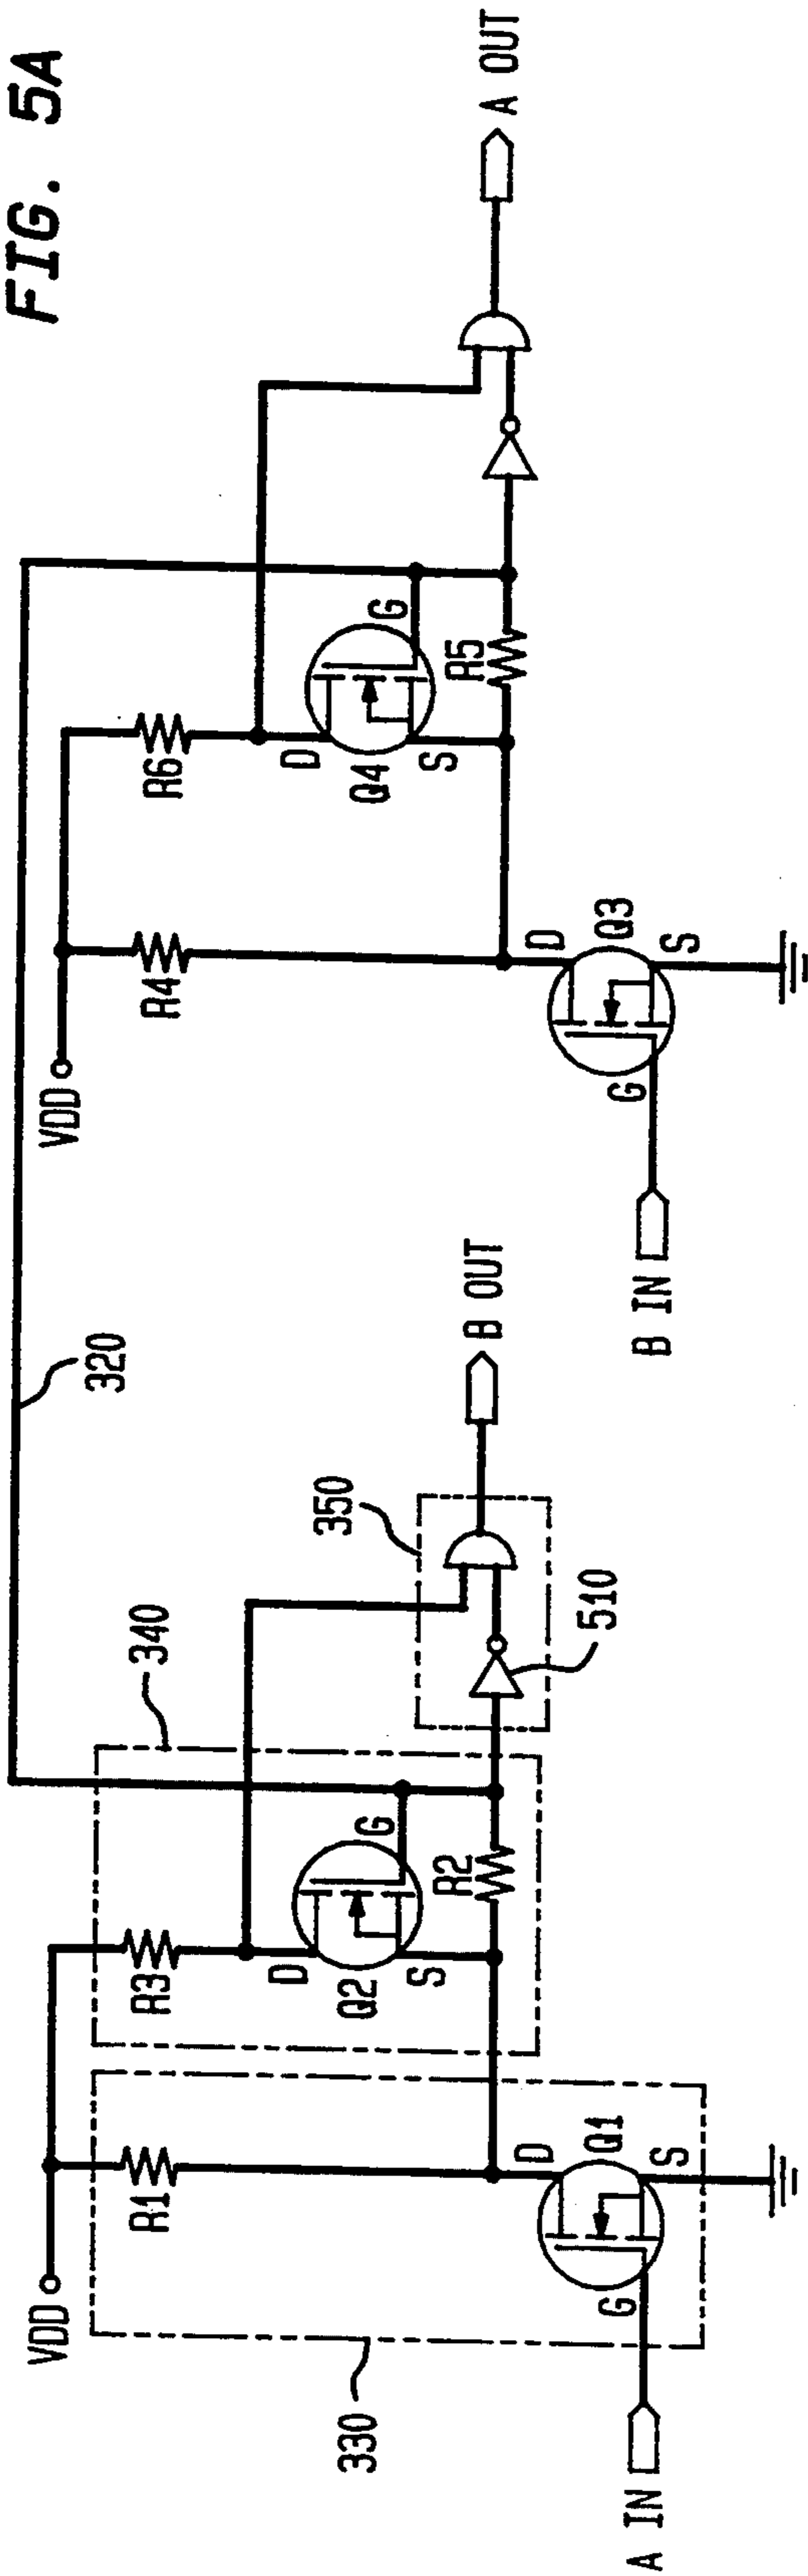 FIG. 5A
320
VDD
R1
R3
340
D
Q2
S
G
R2
350
510
B OUT
D
Q1
S
G
330
A IN
VDD
R4
R6
D
Q4
S
G
R5
A OUT
D
Q3
S
G
B IN